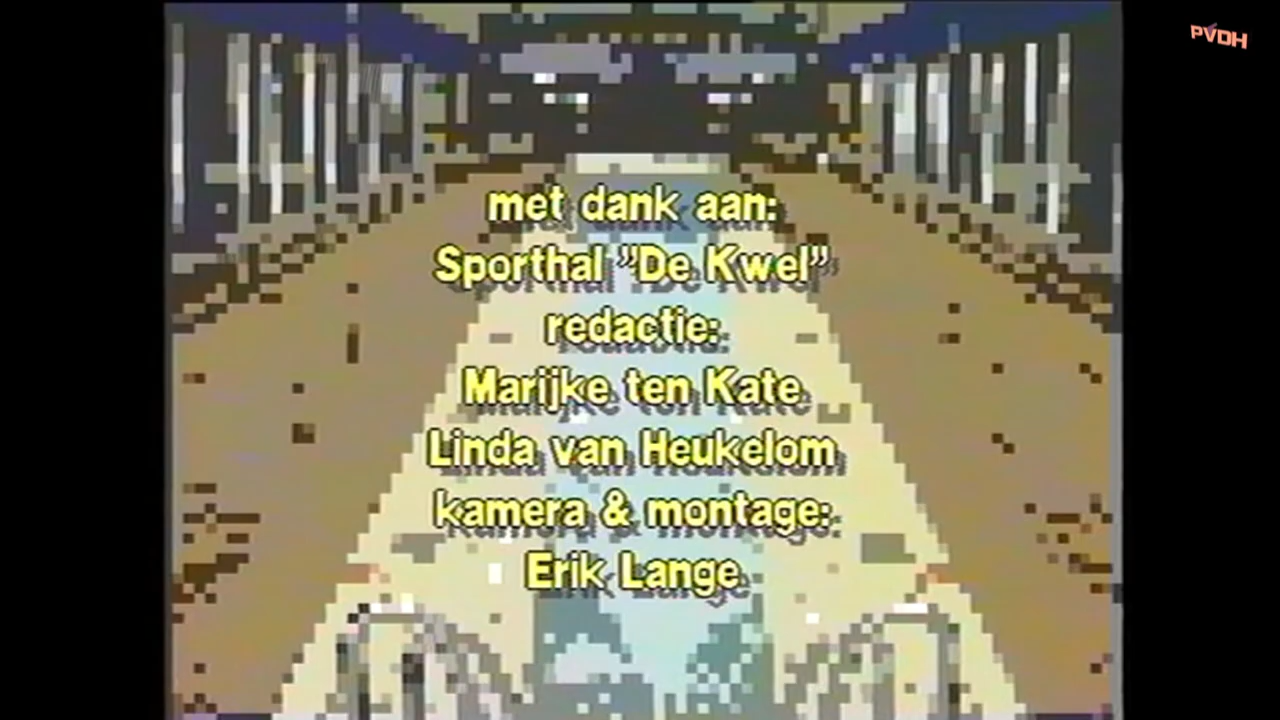 PVDH
met dank aan:
Sporthal "De Kwel"
redactie:
Marijke ten Kate
Linda van Heukelom
kamera & montage:
Erik Lange